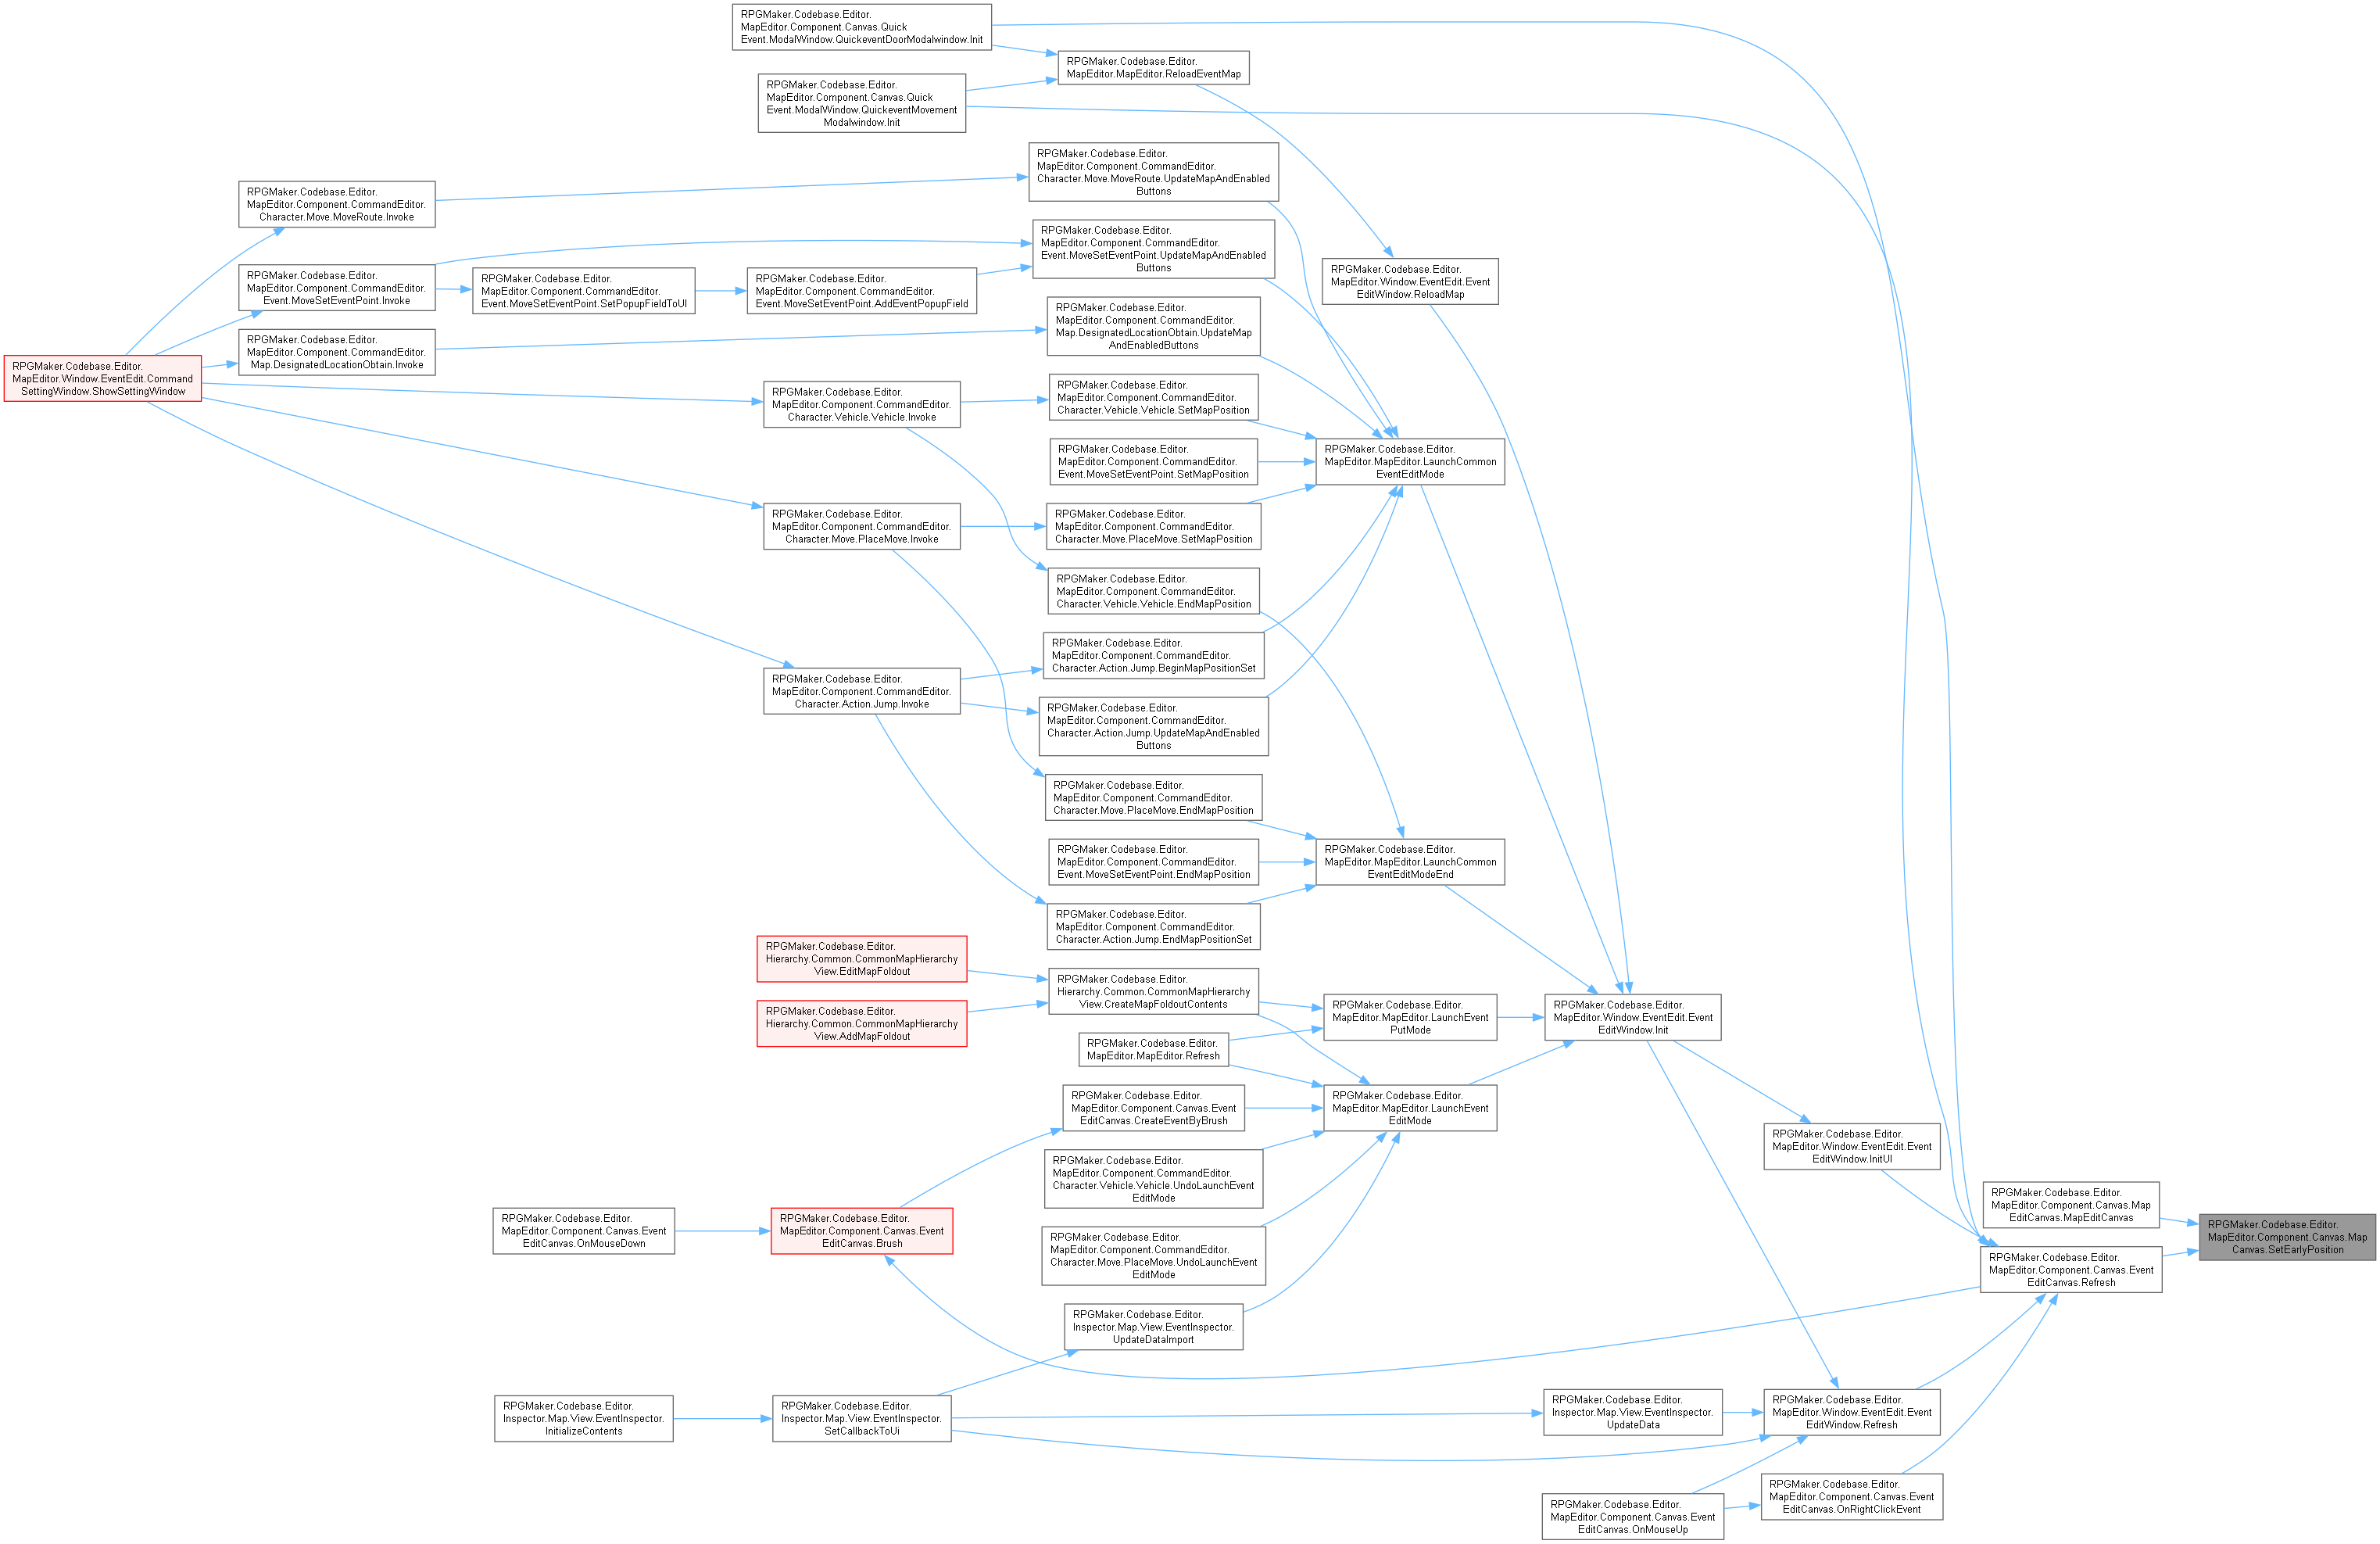 RPGMaker.Codebase.Editor.
MapEditor.Component.Canvas.Quick
Event.ModalWindow.QuickeventDoorModalwindow.Init
RPGMaker.Codebase.Editor.
MapEditor.MapEditor.ReloadEventMap
RPGMaker.Codebase.Editor.
MapEditor.Component.Canvas.Quick
Event.ModalWindow.QuickeventMovement
Modalwindow.Init
RPGMaker.Codebase.Editor.
MapEditor.Component.CommandEditor.
Character.Move.MoveRoute.UpdateMapAndEnabled
Buttons
RPGMaker.Codebase.Editor.
MapEditor.Component.CommandEditor.
Character.Move.MoveRoute.Invoke
RPGMaker.Codebase.Editor.
MapEditor.Component.CommandEditor.
Event.MoveSetEventPoint.UpdateMapAndEnabled
Buttons
RPGMaker.Codebase.Editor.
MapEditor.Component.CommandEditor.
Event.MoveSetEventPoint.Invoke
RPGMaker.Codebase.Editor.
MapEditor.Component.CommandEditor.
Event.MoveSetEventPoint.SetPopupFieldToUI
RPGMaker.Codebase.Editor.
MapEditor.Component.CommandEditor.
Event.MoveSetEventPoint.AddEventPopupField
RPGMaker.Codebase.Editor.
MapEditor.Window.EventEdit.Event
EditWindow.ReloadMap
RPGMaker.Codebase.Editor.
MapEditor.Component.CommandEditor.
Map.DesignatedLocationObtain.UpdateMap
AndEnabledButtons
RPGMaker.Codebase.Editor.
MapEditor.Component.CommandEditor.
Map.DesignatedLocationObtain.Invoke
RPGMaker.Codebase.Editor.
MapEditor.Window.EventEdit.Command
SettingWindow.ShowSettingWindow
RPGMaker.Codebase.Editor.
MapEditor.Component.CommandEditor.
Character.Vehicle.Vehicle.Invoke
RPGMaker.Codebase.Editor.
MapEditor.Component.CommandEditor.
Character.Vehicle.Vehicle.SetMapPosition
RPGMaker.Codebase.Editor.
MapEditor.Component.CommandEditor.
Event.MoveSetEventPoint.SetMapPosition
RPGMaker.Codebase.Editor.
MapEditor.MapEditor.LaunchCommon
EventEditMode
RPGMaker.Codebase.Editor.
MapEditor.Component.CommandEditor.
Character.Move.PlaceMove.Invoke
RPGMaker.Codebase.Editor.
MapEditor.Component.CommandEditor.
Character.Move.PlaceMove.SetMapPosition
RPGMaker.Codebase.Editor.
MapEditor.Component.CommandEditor.
Character.Vehicle.Vehicle.EndMapPosition
RPGMaker.Codebase.Editor.
MapEditor.Component.CommandEditor.
Character.Action.Jump.BeginMapPositionSet
RPGMaker.Codebase.Editor.
MapEditor.Component.CommandEditor.
Character.Action.Jump.Invoke
RPGMaker.Codebase.Editor.
MapEditor.Component.CommandEditor.
Character.Action.Jump.UpdateMapAndEnabled
Buttons
RPGMaker.Codebase.Editor.
MapEditor.Component.CommandEditor.
Character.Move.PlaceMove.EndMapPosition
RPGMaker.Codebase.Editor.
MapEditor.Component.CommandEditor.
Event.MoveSetEventPoint.EndMapPosition
RPGMaker.Codebase.Editor.
MapEditor.MapEditor.LaunchCommon
EventEditModeEnd
RPGMaker.Codebase.Editor.
MapEditor.Component.CommandEditor.
Character.Action.Jump.EndMapPositionSet
RPGMaker.Codebase.Editor.
Hierarchy.Common.CommonMapHierarchy
View.EditMapFoldout
RPGMaker.Codebase.Editor.
Hierarchy.Common.CommonMapHierarchy
View.CreateMapFoldoutContents
RPGMaker.Codebase.Editor.
Hierarchy.Common.CommonMapHierarchy
View.AddMapFoldout
RPGMaker.Codebase.Editor.
MapEditor.MapEditor.LaunchEvent
PutMode
RPGMaker.Codebase.Editor.
MapEditor.Window.EventEdit.Event
EditWindow.Init
RPGMaker.Codebase.Editor.
MapEditor.MapEditor.Refresh
RPGMaker.Codebase.Editor.
MapEditor.Component.Canvas.Event
EditCanvas.CreateEventByBrush
RPGMaker.Codebase.Editor.
MapEditor.MapEditor.LaunchEvent
EditMode
RPGMaker.Codebase.Editor.
MapEditor.Window.EventEdit.Event
EditWindow.InitUI
RPGMaker.Codebase.Editor.
MapEditor.Component.CommandEditor.
Character.Vehicle.Vehicle.UndoLaunchEvent
EditMode
RPGMaker.Codebase.Editor.
MapEditor.Component.Canvas.Map
EditCanvas.MapEditCanvas
RPGMaker.Codebase.Editor.
MapEditor.Component.Canvas.Map
Canvas.SetEarlyPosition
RPGMaker.Codebase.Editor.
MapEditor.Component.Canvas.Event
EditCanvas.OnMouseDown
RPGMaker.Codebase.Editor.
MapEditor.Component.Canvas.Event
EditCanvas.Brush
RPGMaker.Codebase.Editor.
MapEditor.Component.CommandEditor.
Character.Move.PlaceMove.UndoLaunchEvent
EditMode
RPGMaker.Codebase.Editor.
MapEditor.Component.Canvas.Event
EditCanvas.Refresh
RPGMaker.Codebase.Editor.
Inspector.Map.View.EventInspector.
UpdateDataImport
RPGMaker.Codebase.Editor.
Inspector.Map.View.EventInspector.
InitializeContents
RPGMaker.Codebase.Editor.
Inspector.Map.View.EventInspector.
SetCallbackToUi
RPGMaker.Codebase.Editor.
Inspector.Map.View.EventInspector.
UpdateData
RPGMaker.Codebase.Editor.
MapEditor.Window.EventEdit.Event
EditWindow.Refresh
RPGMaker.Codebase.Editor.
MapEditor.Component.Canvas.Event
EditCanvas.OnRightClickEvent
RPGMaker.Codebase.Editor.
MapEditor.Component.Canvas.Event
EditCanvas.OnMouseUp